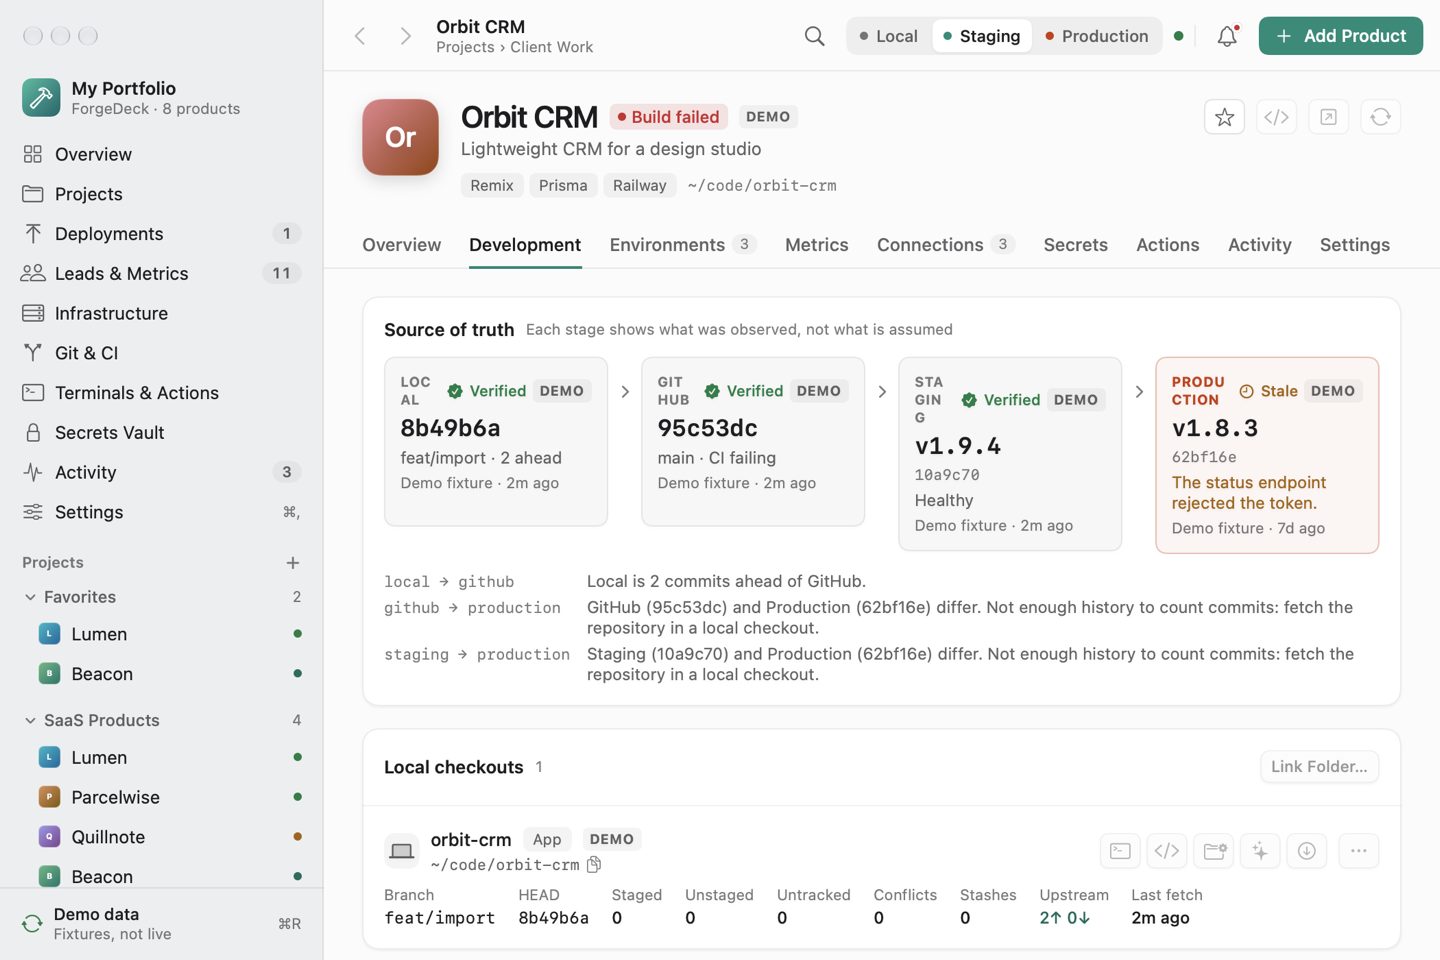 My Portfolio
ForgeDeck · 8 products
Overview
Projects
Deployments 1
Leads & Metrics 11
Infrastructure
Git & CI
Terminals & Actions
Secrets Vault
Activity 3
Settings ⌘,
Projects +
Favorites 2
L Lumen
B Beacon
SaaS Products 4
L Lumen
P Parcelwise
Q Quillnote
B Beacon
Demo data
Fixtures, not live
⌘R
Orbit CRM
Projects › Client Work
Local Staging Production
+ Add Product
Or
Orbit CRM Build failed DEMO
Lightweight CRM for a design studio
Remix Prisma Railway ~/code/orbit-crm
Overview Development Environments 3 Metrics Connections 3 Secrets Actions Activity Settings
Source of truth Each stage shows what was observed, not what is assumed
LOC
AL
Verified DEMO
8b49b6a
feat/import · 2 ahead
Demo fixture · 2m ago
GIT
HUB
Verified DEMO
95c53dc
main · CI failing
Demo fixture · 2m ago
STA
GIN
G
Verified DEMO
v1.9.4
10a9c70
Healthy
Demo fixture · 2m ago
PRODU
CTION
Stale DEMO
v1.8.3
62bf16e
The status endpoint
rejected the token.
Demo fixture · 7d ago
local → github Local is 2 commits ahead of GitHub.
github → production GitHub (95c53dc) and Production (62bf16e) differ. Not enough history to count commits: fetch the
repository in a local checkout.
staging → production Staging (10a9c70) and Production (62bf16e) differ. Not enough history to count commits: fetch the
repository in a local checkout.
Local checkouts 1
Link Folder...
orbit-crm App DEMO
~/code/orbit-crm
Branch HEAD Staged Unstaged Untracked Conflicts Stashes Upstream Last fetch
feat/import 8b49b6a 0 0 0 0 0 2↑ 0↓ 2m ago